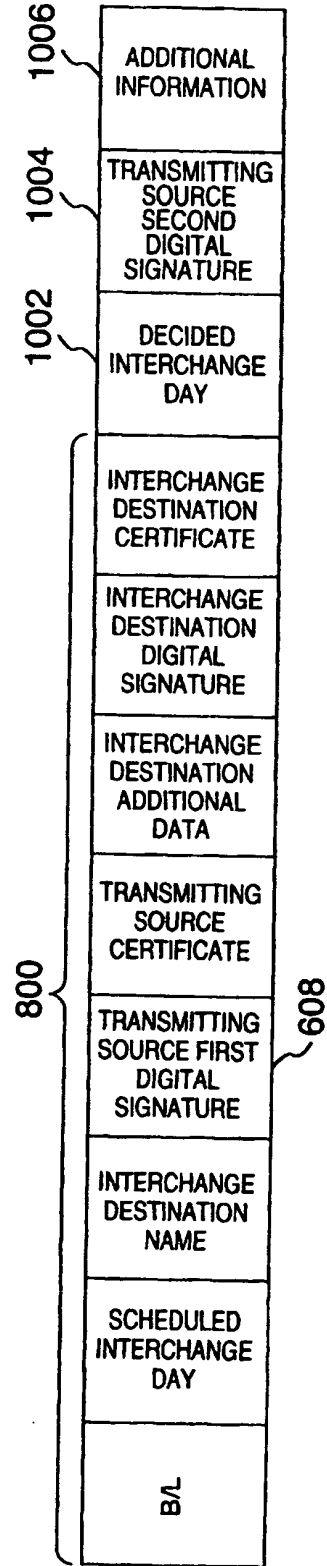 800
1002
1004
1006
B/L
SCHEDULED
INTERCHANGE
DAY
INTERCHANGE
DESTINATION
NAME
TRANSMITTING
SOURCE FIRST
DIGITAL
SIGNATURE
TRANSMITTING
SOURCE
CERTIFICATE
INTERCHANGE
DESTINATION
ADDITIONAL
DATA
INTERCHANGE
DESTINATION
DIGITAL
SIGNATURE
INTERCHANGE
DESTINATION
CERTIFICATE
DECIDED
INTERCHANGE
DAY
TRANSMITTING
SOURCE
SECOND
DIGITAL
SIGNATURE
ADDITIONAL
INFORMATION
608